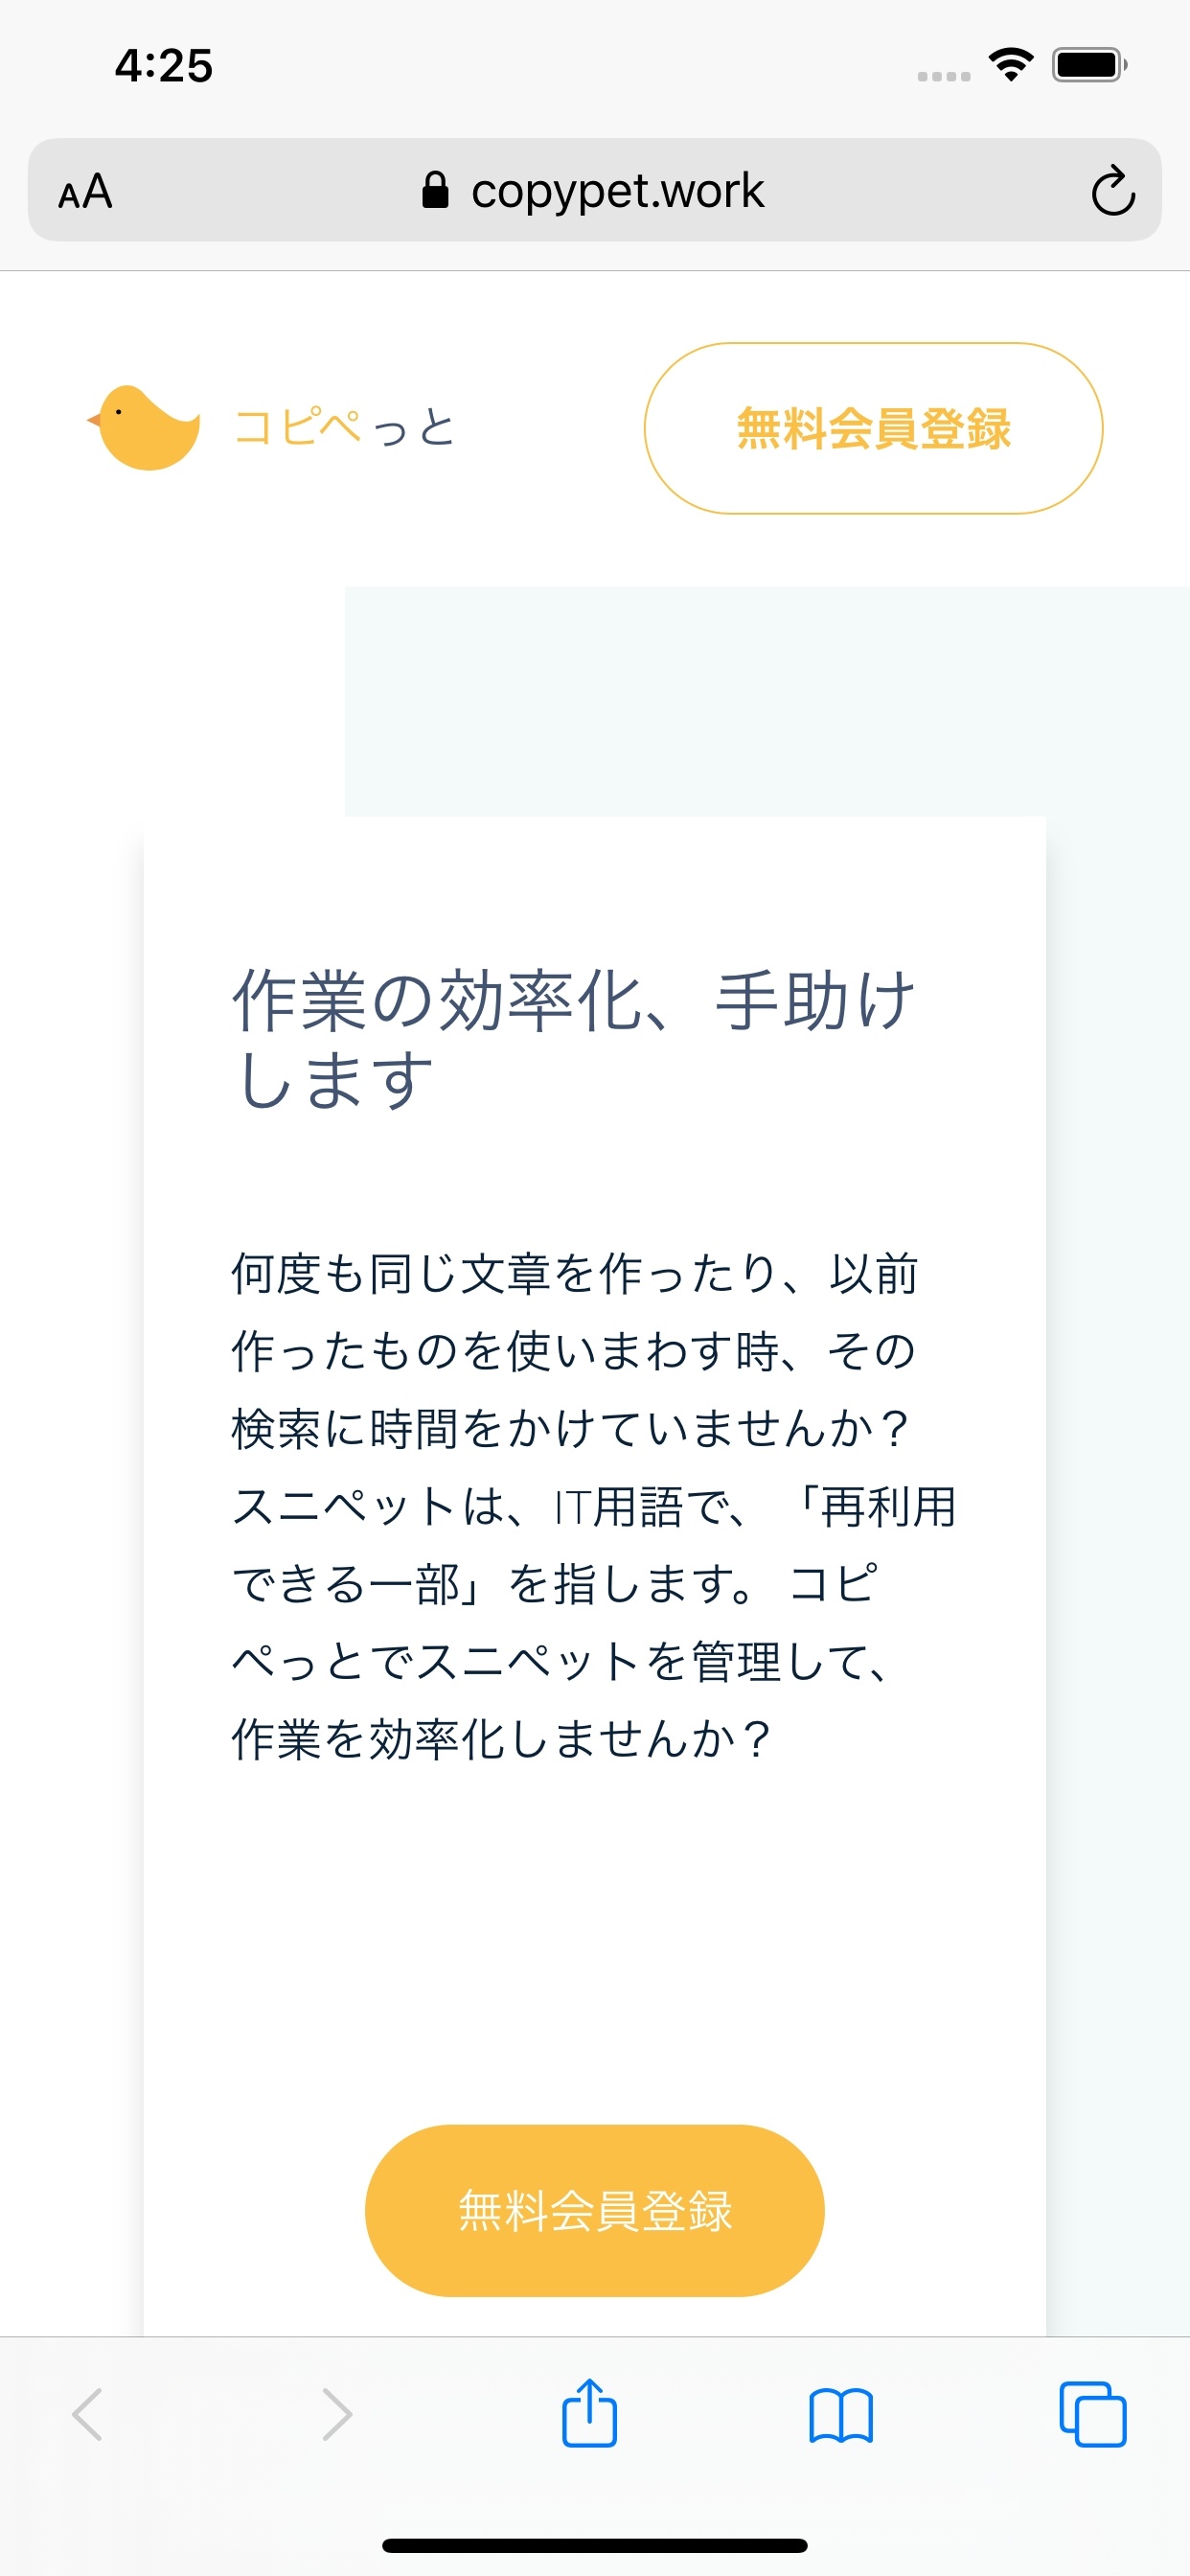 4:25
AA
copypet.work
コピペっと
無料会員登録
作業の効率化、手助け
します
何度も同じ文章を作ったり、以前
作ったものを使いまわす時、その
検索に時間をかけていませんか？
スニペットは、IT用語で、「再利用
できる一部」を指します。 コピ
ペっとでスニペットを管理して、
作業を効率化しませんか？
無料会員登録